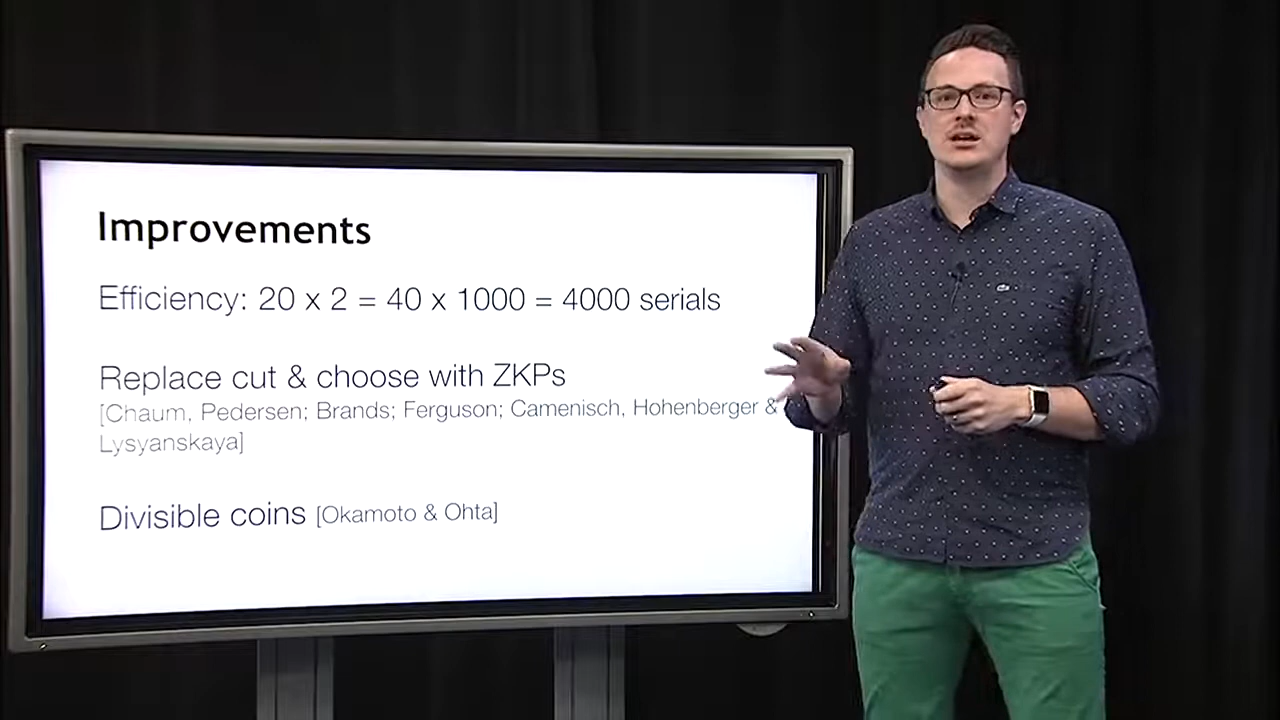 Improvements
Efficiency: 20 x 2 = 40 x 1000 = 4000 serials
Replace cut & choose with ZKPs
[Chaum, Pedersen; Brands; Ferguson; Camenisch, Hohenberger &
Lysyanskaya]
Divisible coins [Okamoto & Ohta]